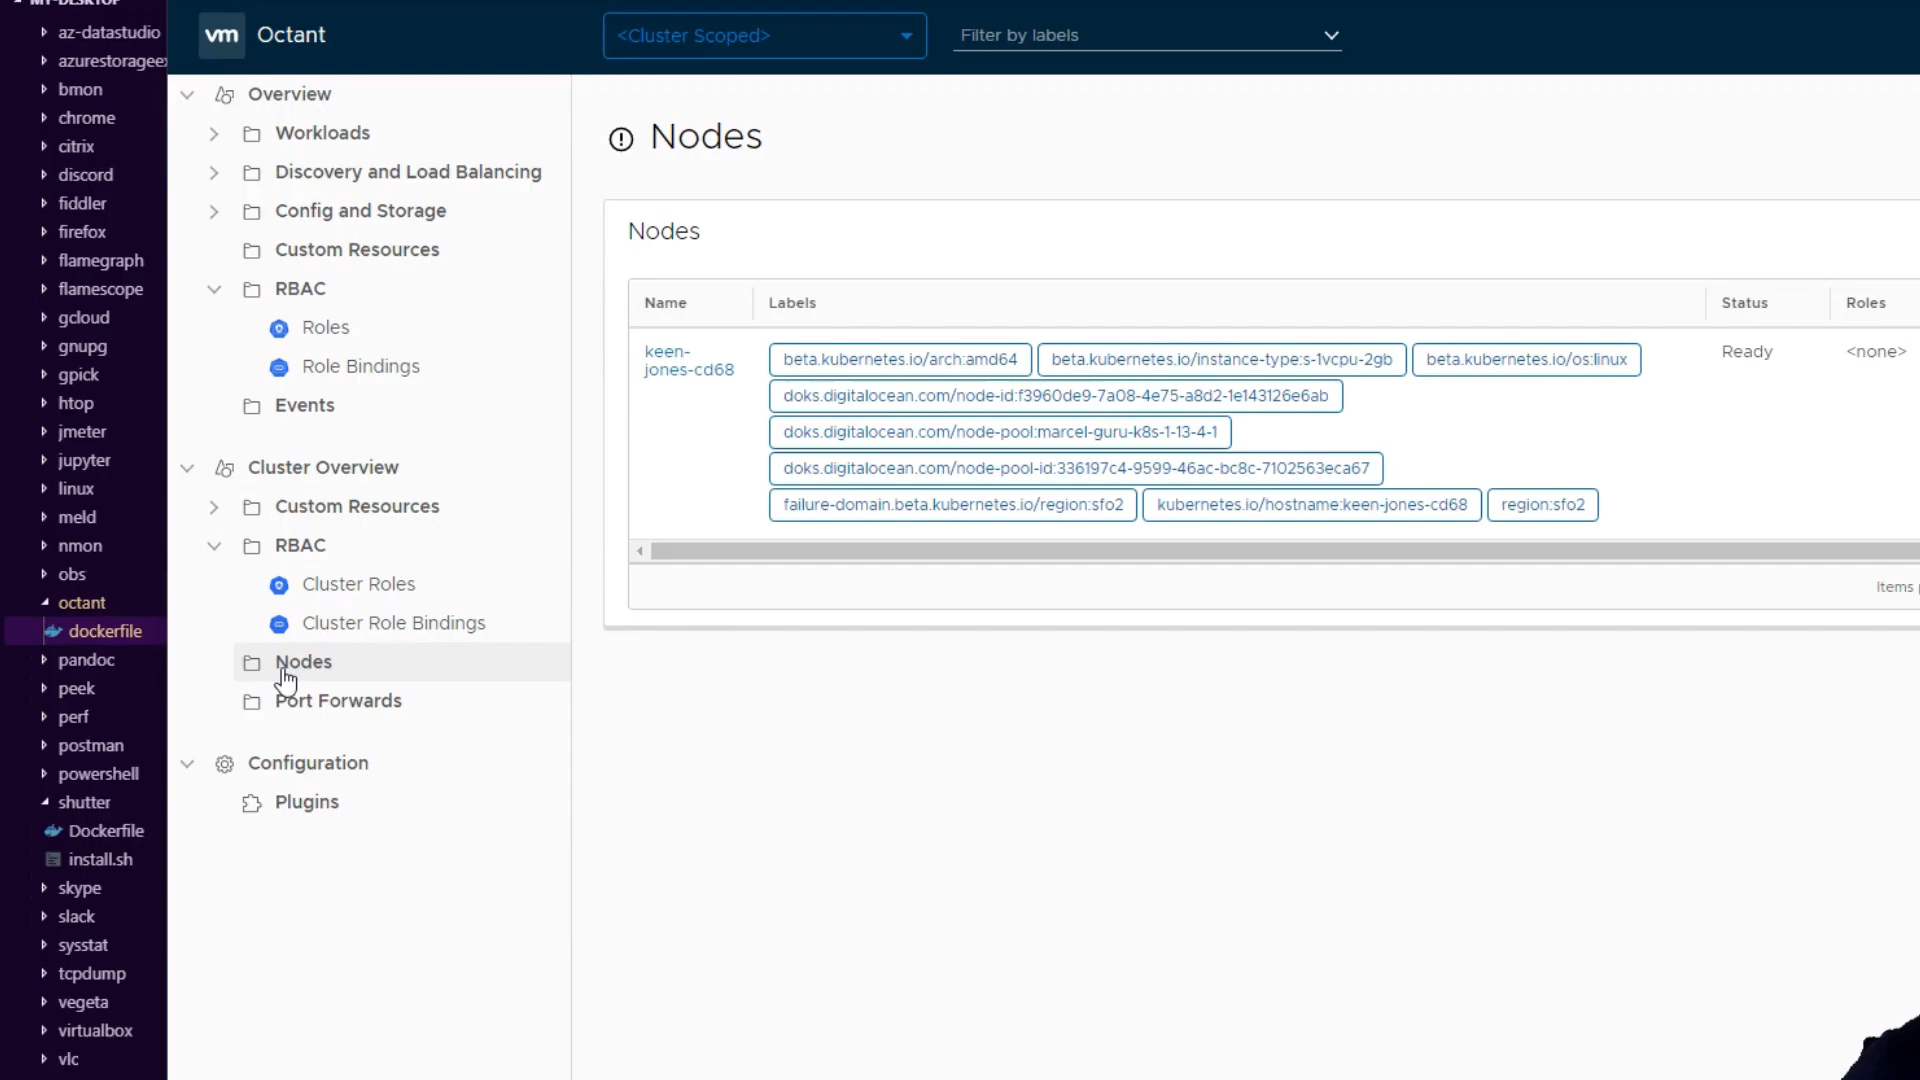 MY-DESKTOP
az-datastudio
azurestorageex
bmon
chrome
citrix
discord
fiddler
firefox
flamegraph
flamescope
gcloud
gnupg
gpick
htop
jmeter
jupyter
linux
meld
nmon
obs
octant
dockerfile
pandoc
peek
perf
postman
powershell
shutter
Dockerfile
install.sh
skype
slack
sysstat
tcpdump
vegeta
virtualbox
vlc
vm Octant
<Cluster Scoped>
Filter by labels
Overview
Workloads
Discovery and Load Balancing
Config and Storage
Custom Resources
RBAC
Roles
Role Bindings
Events
Cluster Overview
Custom Resources
RBAC
Cluster Roles
Cluster Role Bindings
Nodes
Port Forwards
Configuration
Plugins
Nodes
Nodes
Name Labels Status Roles
keen-
jones-cd68
beta.kubernetes.io/arch:amd64 beta.kubernetes.io/instance-type:s-1vcpu-2gb beta.kubernetes.io/os:linux
doks.digitalocean.com/node-id:f3960de9-7a08-4e75-a8d2-1e143126e6ab
doks.digitalocean.com/node-pool:marcel-guru-k8s-1-13-4-1
doks.digitalocean.com/node-pool-id:336197c4-9599-46ac-bc8c-7102563eca67
failure-domain.beta.kubernetes.io/region:sfo2 kubernetes.io/hostname:keen-jones-cd68 region:sfo2
Ready <none>
Items